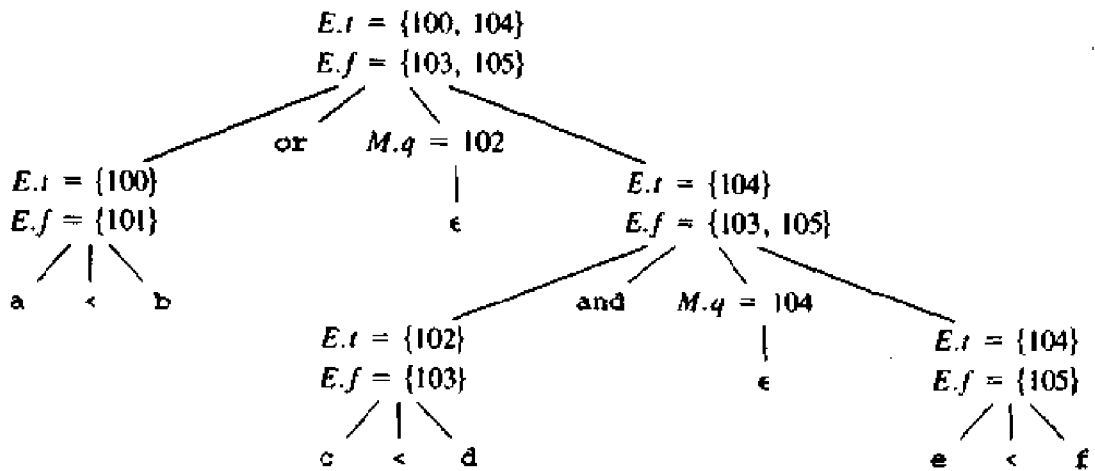 E.t = {100, 104}
E.f = {103, 105}
or M.q = 102
E.t = {100} E.t = {104}
E.f = {101} ϵ E.f = {103, 105}
a < b and M.q = 104
E.t = {102} E.t = {104}
E.f = {103} ϵ E.f = {105}
c < d e < f